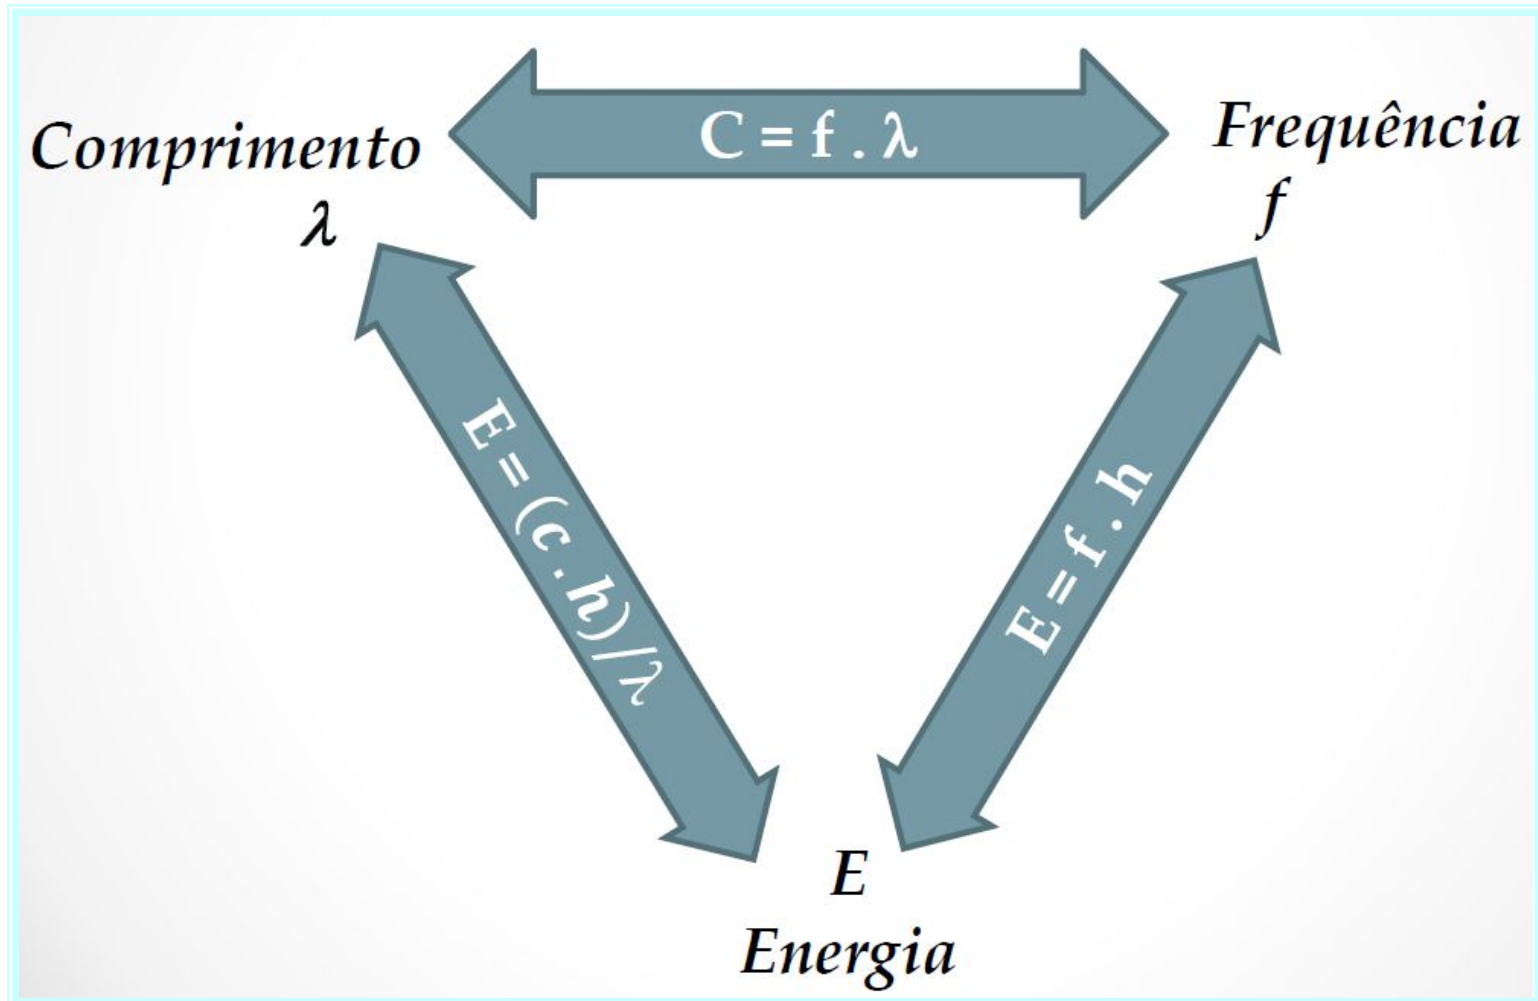 C = f . λ
Comprimento
λ
Frequência
f
E = (c . h)/λ
E = f . h
E
Energia